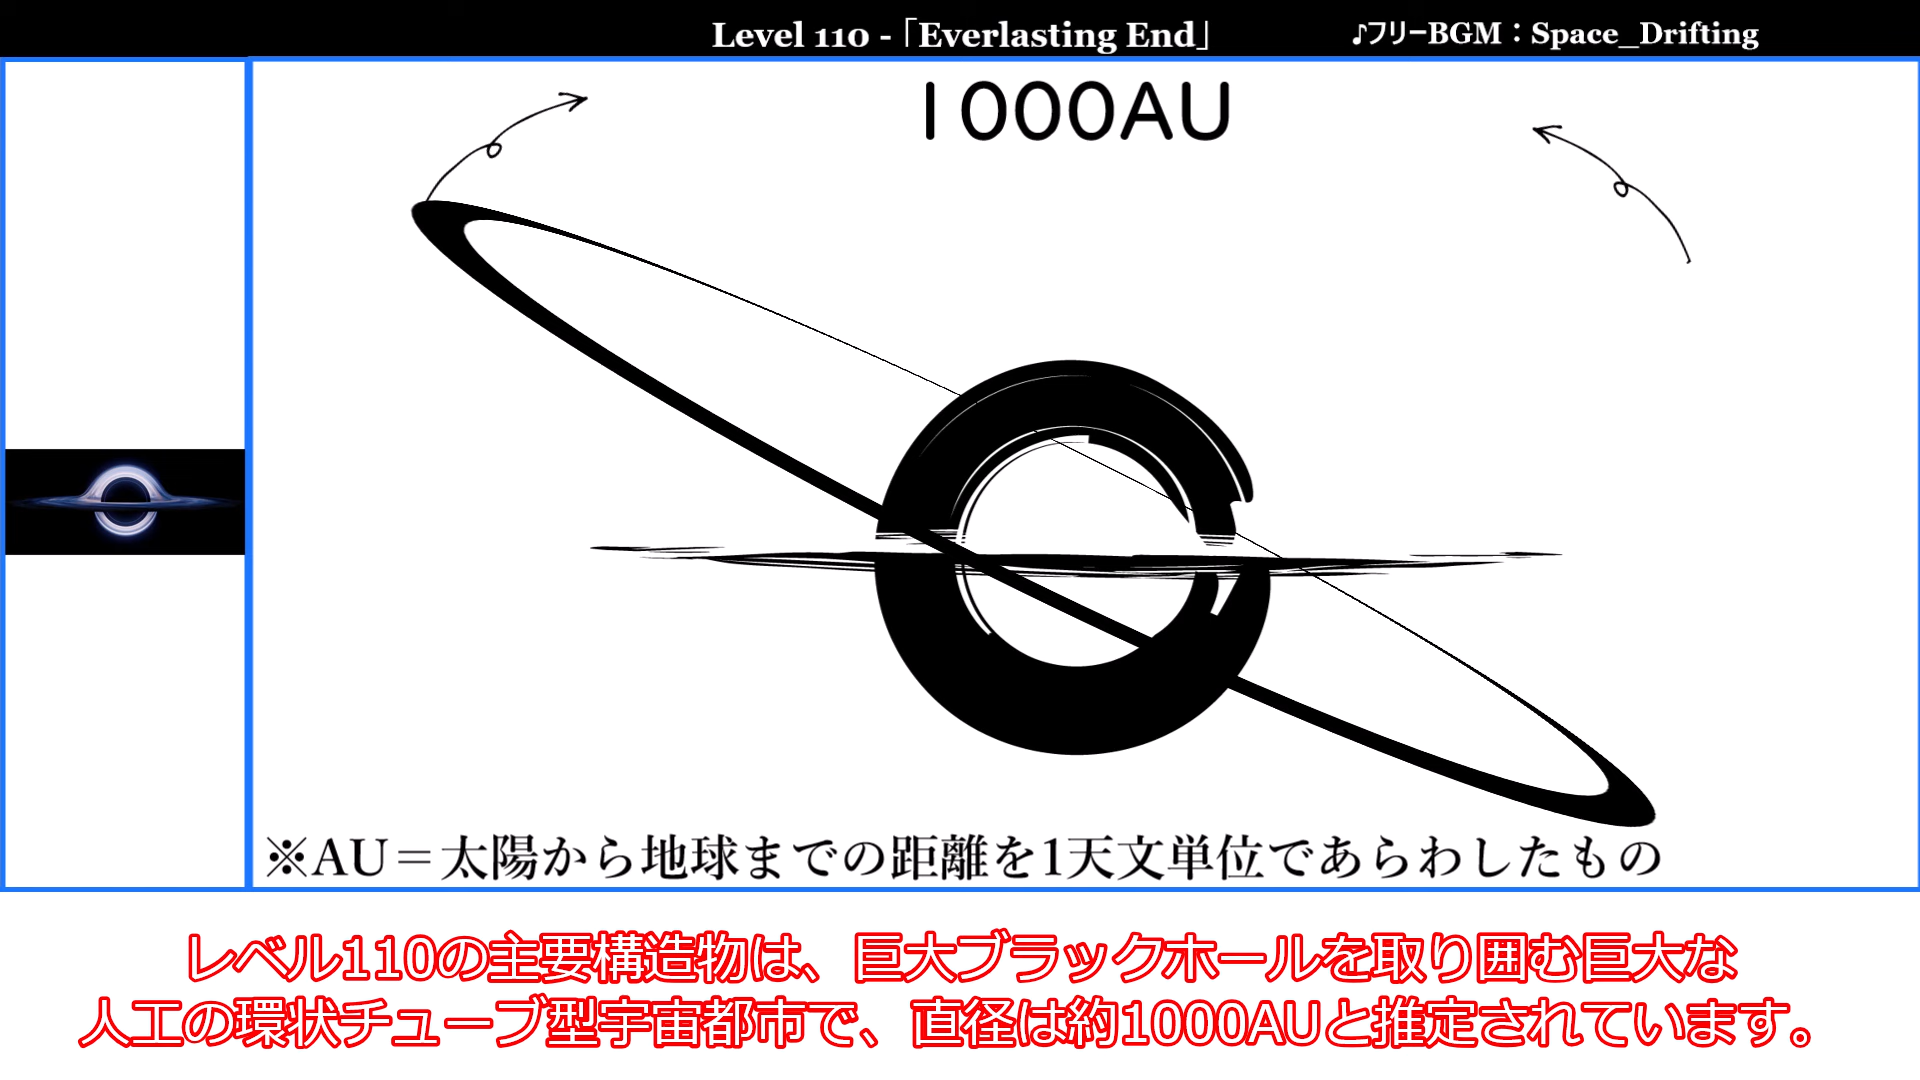 Level 110 -「Everlasting End」
♪フリーBGM：Space_Drifting
1000AU
※AU＝太陽から地球までの距離を1天文単位であらわしたもの
レベル110の主要構造物は、巨大ブラックホールを取り囲む巨大な
人工の環状チューブ型宇宙都市で、直径は約1000AUと推定されています。